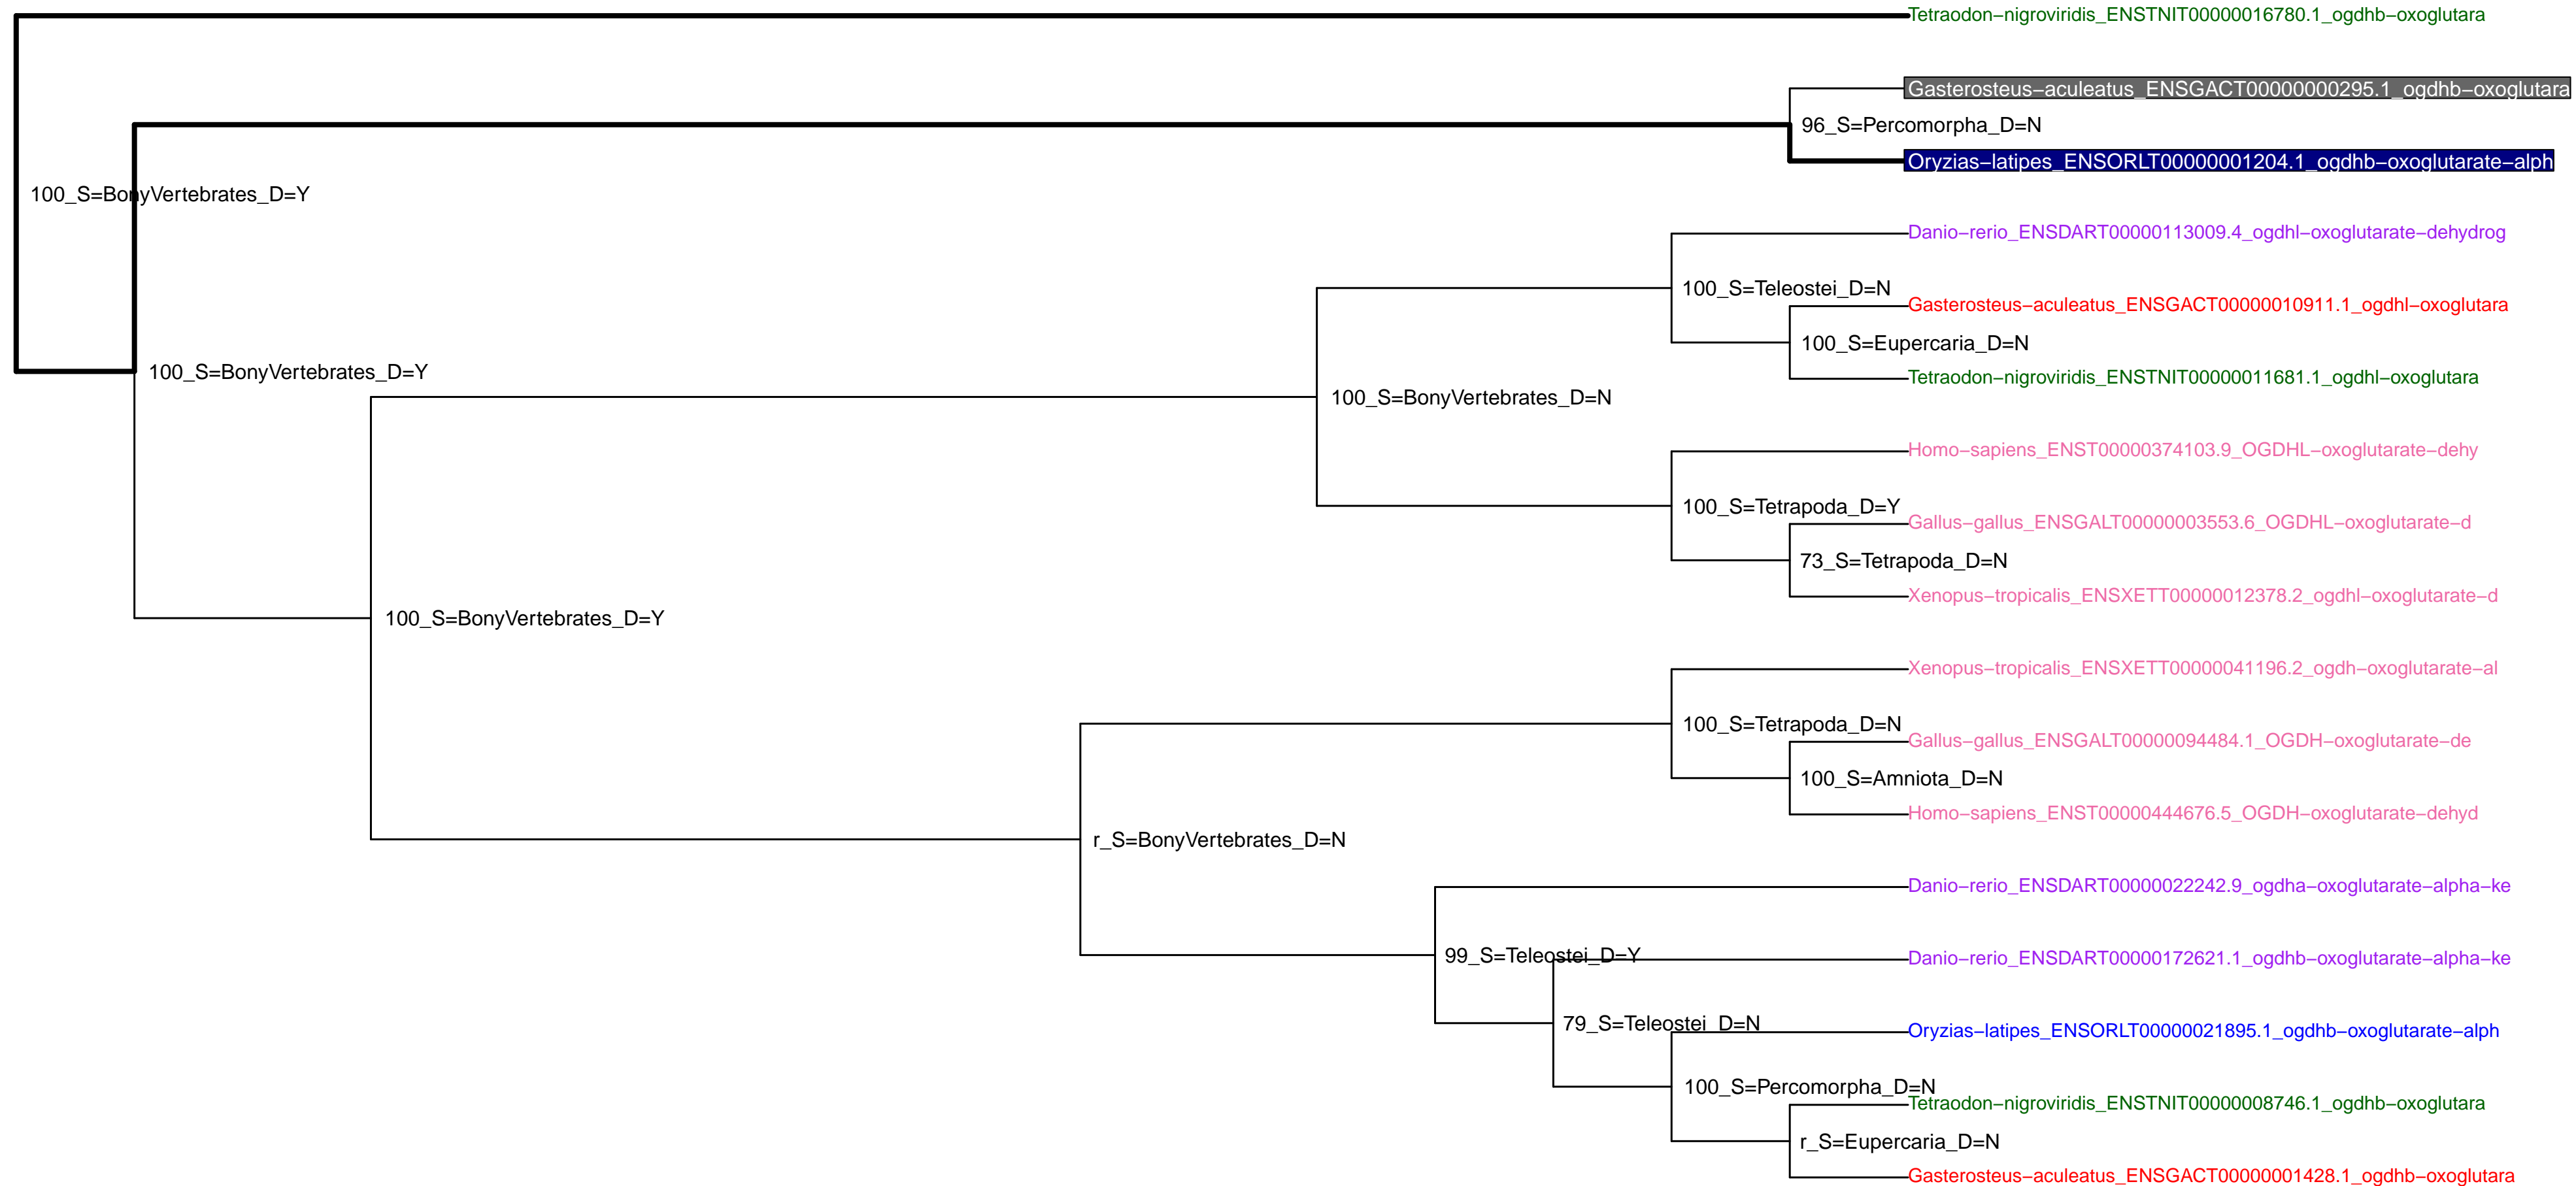 Tetraodon−nigroviridis_ENSTNIT00000016780.1_ogdhb−oxoglutara
Gasterosteus−aculeatus_ENSGACT00000000295.1_ogdhb−oxoglutara
96_S=Percomorpha_D=N
Oryzias−latipes_ENSORLT00000001204.1_ogdhb−oxoglutarate−alph
100_S=BonyVertebrates_D=Y
Danio−rerio_ENSDART00000113009.4_ogdhl−oxoglutarate−dehydrog
100_S=Teleostei_D=N
Gasterosteus−aculeatus_ENSGACT00000010911.1_ogdhl−oxoglutara
100_S=Eupercaria_D=N
100_S=BonyVertebrates_D=Y
Tetraodon−nigroviridis_ENSTNIT00000011681.1_ogdhl−oxoglutara
100_S=BonyVertebrates_D=N
Homo−sapiens_ENST00000374103.9_OGDHL−oxoglutarate−dehy
100_S=Tetrapoda_D=Y
Gallus−gallus_ENSGALT00000003553.6_OGDHL−oxoglutarate−d
73_S=Tetrapoda_D=N
Xenopus−tropicalis_ENSXETT00000012378.2_ogdhl−oxoglutarate−d
100_S=BonyVertebrates_D=Y
Xenopus−tropicalis_ENSXETT00000041196.2_ogdh−oxoglutarate−al
100_S=Tetrapoda_D=N
Gallus−gallus_ENSGALT00000094484.1_OGDH−oxoglutarate−de
100_S=Amniota_D=N
Homo−sapiens_ENST00000444676.5_OGDH−oxoglutarate−dehyd
r_S=BonyVertebrates_D=N
Danio−rerio_ENSDART00000022242.9_ogdha−oxoglutarate−alpha−ke
99_S=Teleostei_D=Y
Danio−rerio_ENSDART00000172621.1_ogdhb−oxoglutarate−alpha−ke
79_S=Teleostei_D=N
Oryzias−latipes_ENSORLT00000021895.1_ogdhb−oxoglutarate−alph
100_S=Percomorpha_D=N
Tetraodon−nigroviridis_ENSTNIT00000008746.1_ogdhb−oxoglutara
r_S=Eupercaria_D=N
Gasterosteus−aculeatus_ENSGACT00000001428.1_ogdhb−oxoglutara